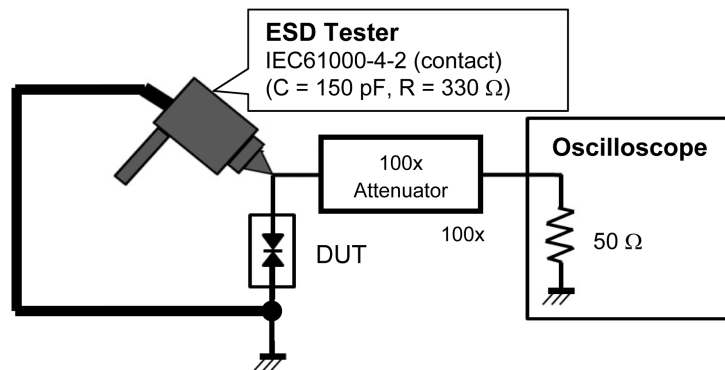 ESD Tester
IEC61000-4-2 (contact)
(C = 150 pF, R = 330 Ω)
100x
Attenuator
100x
Oscilloscope
50 Ω
DUT